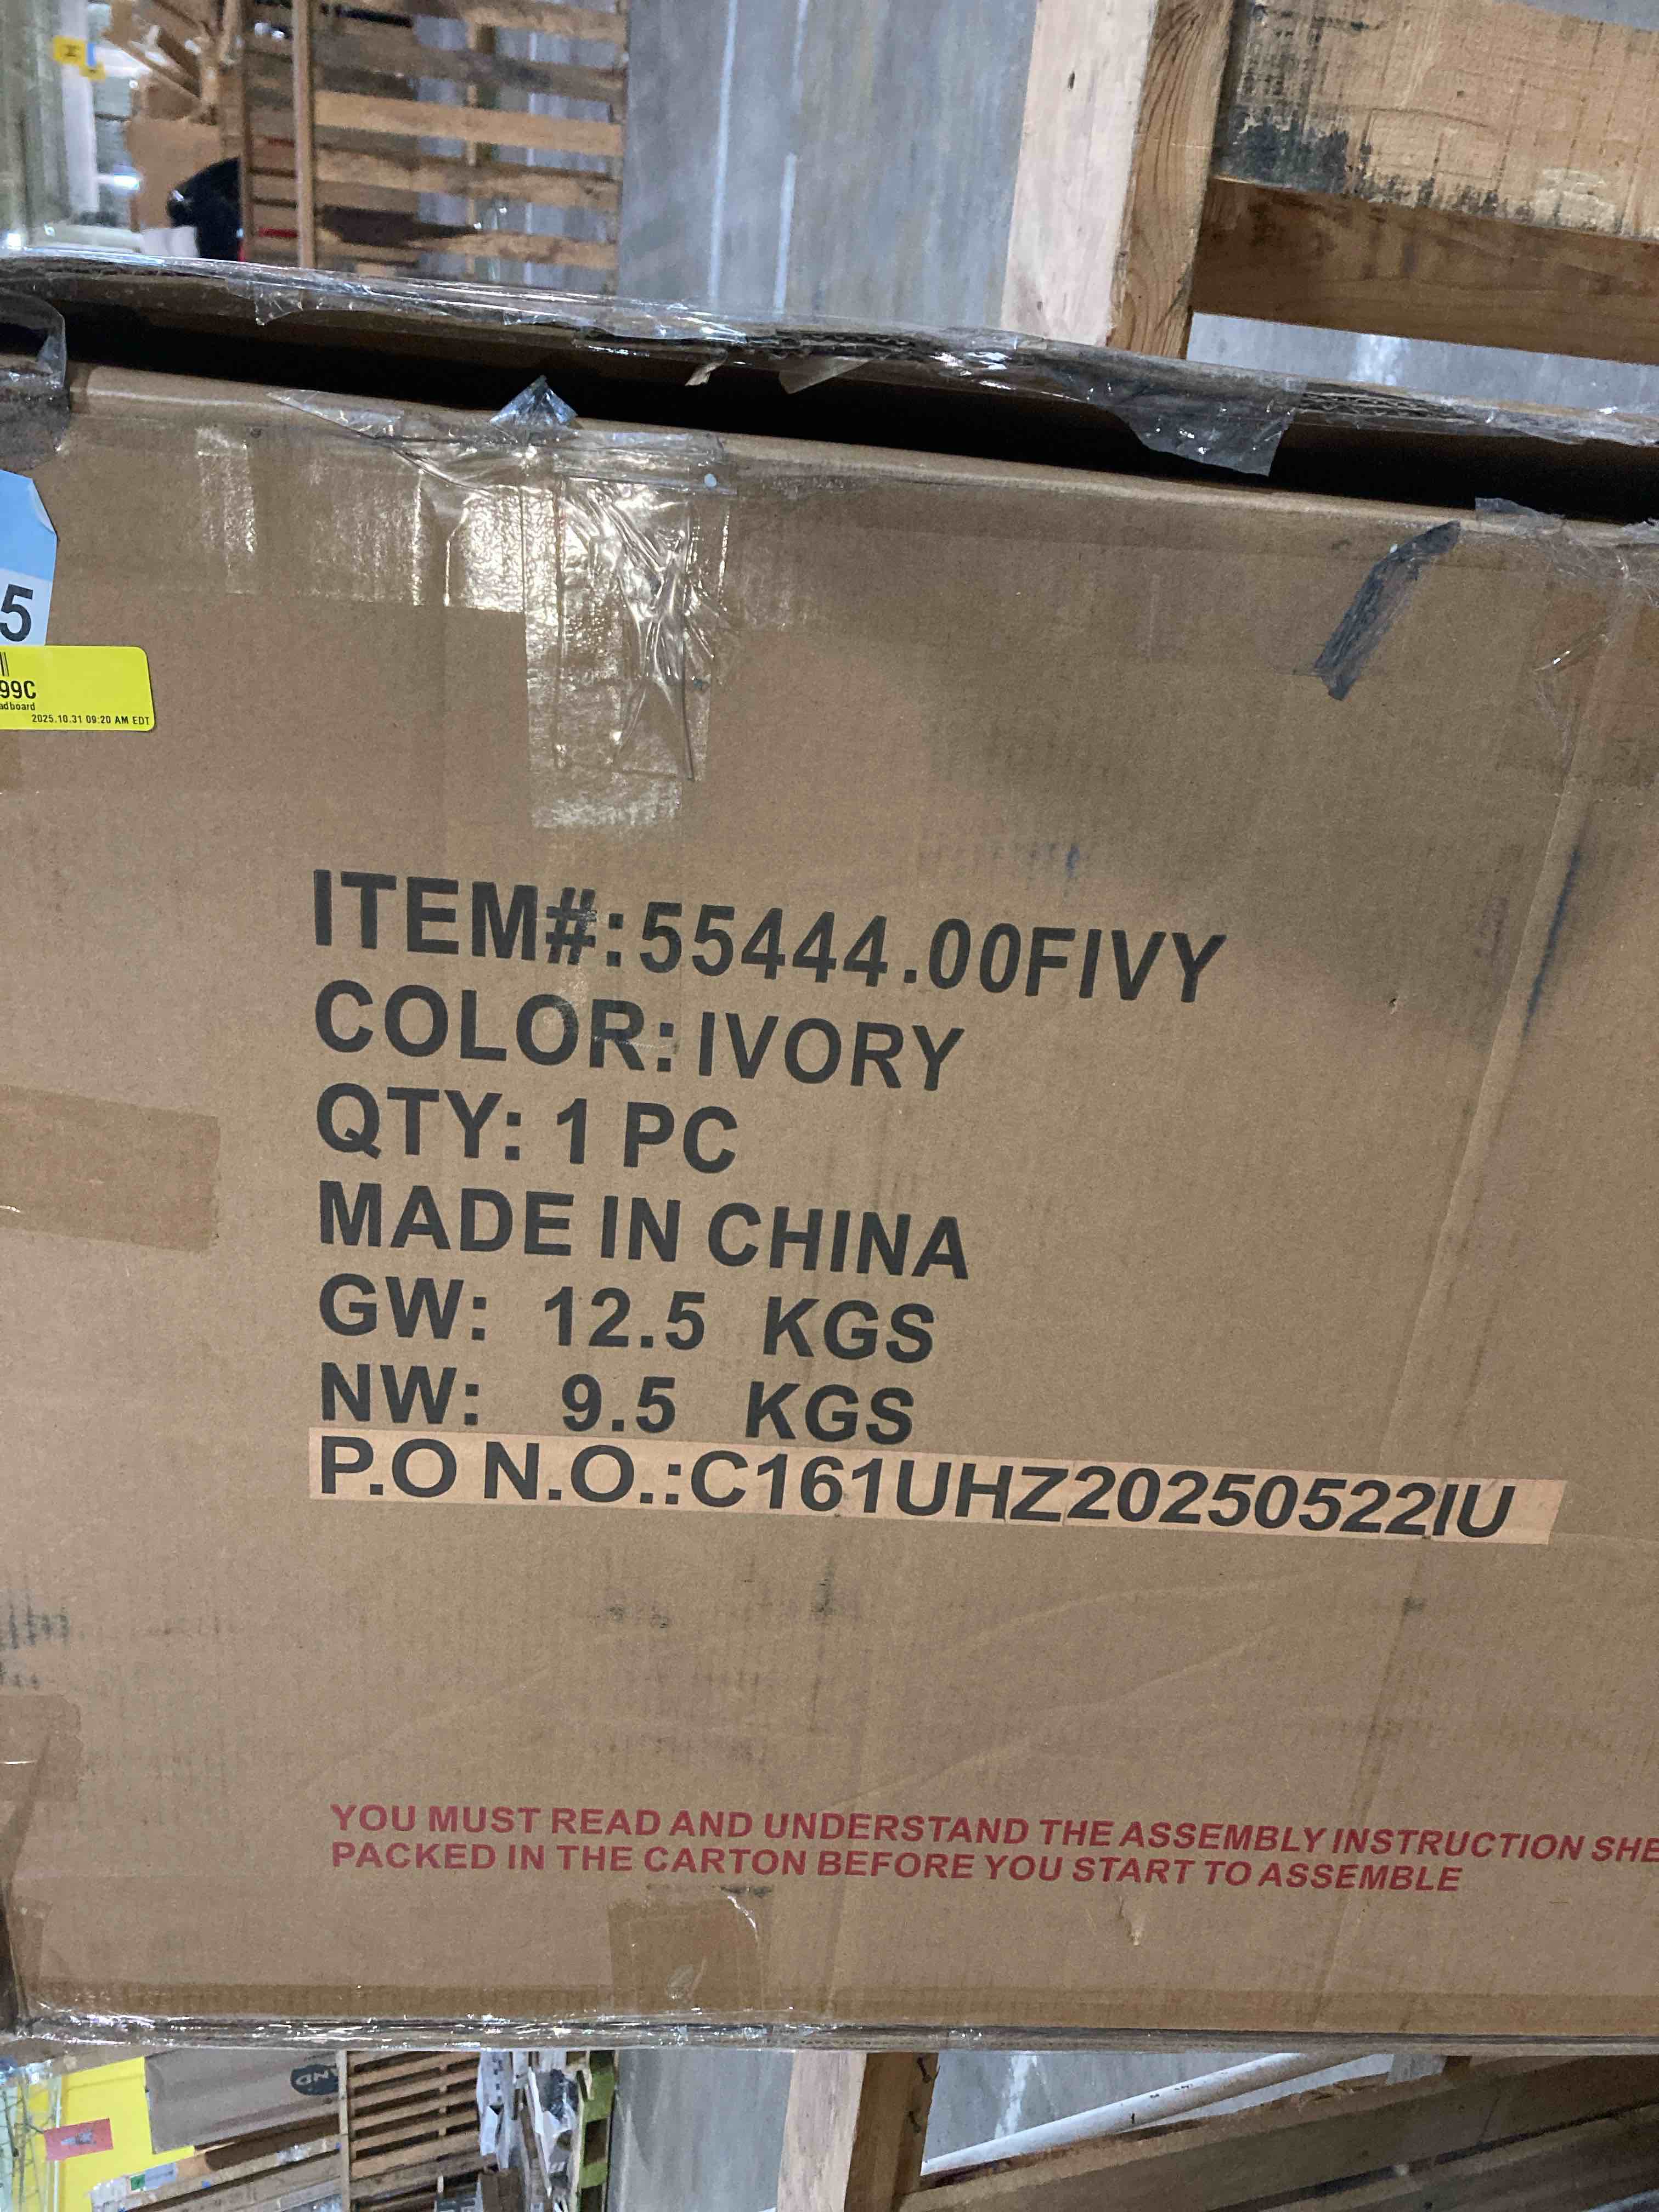 5
99C
adboard
2025.10.31 09:20 AM EDT
ITEM#:55444.00FIVY
COLOR: IVORY
QTY: 1 PC
MADE IN CHINA
GW: 12.5 KGS
NW: 9.5 KGS
P.O N.O.:C161UHZ20250522IU
YOU MUST READ AND UNDERSTAND THE ASSEMBLY INSTRUCTION SHE
PACKED IN THE CARTON BEFORE YOU START TO ASSEMBLE